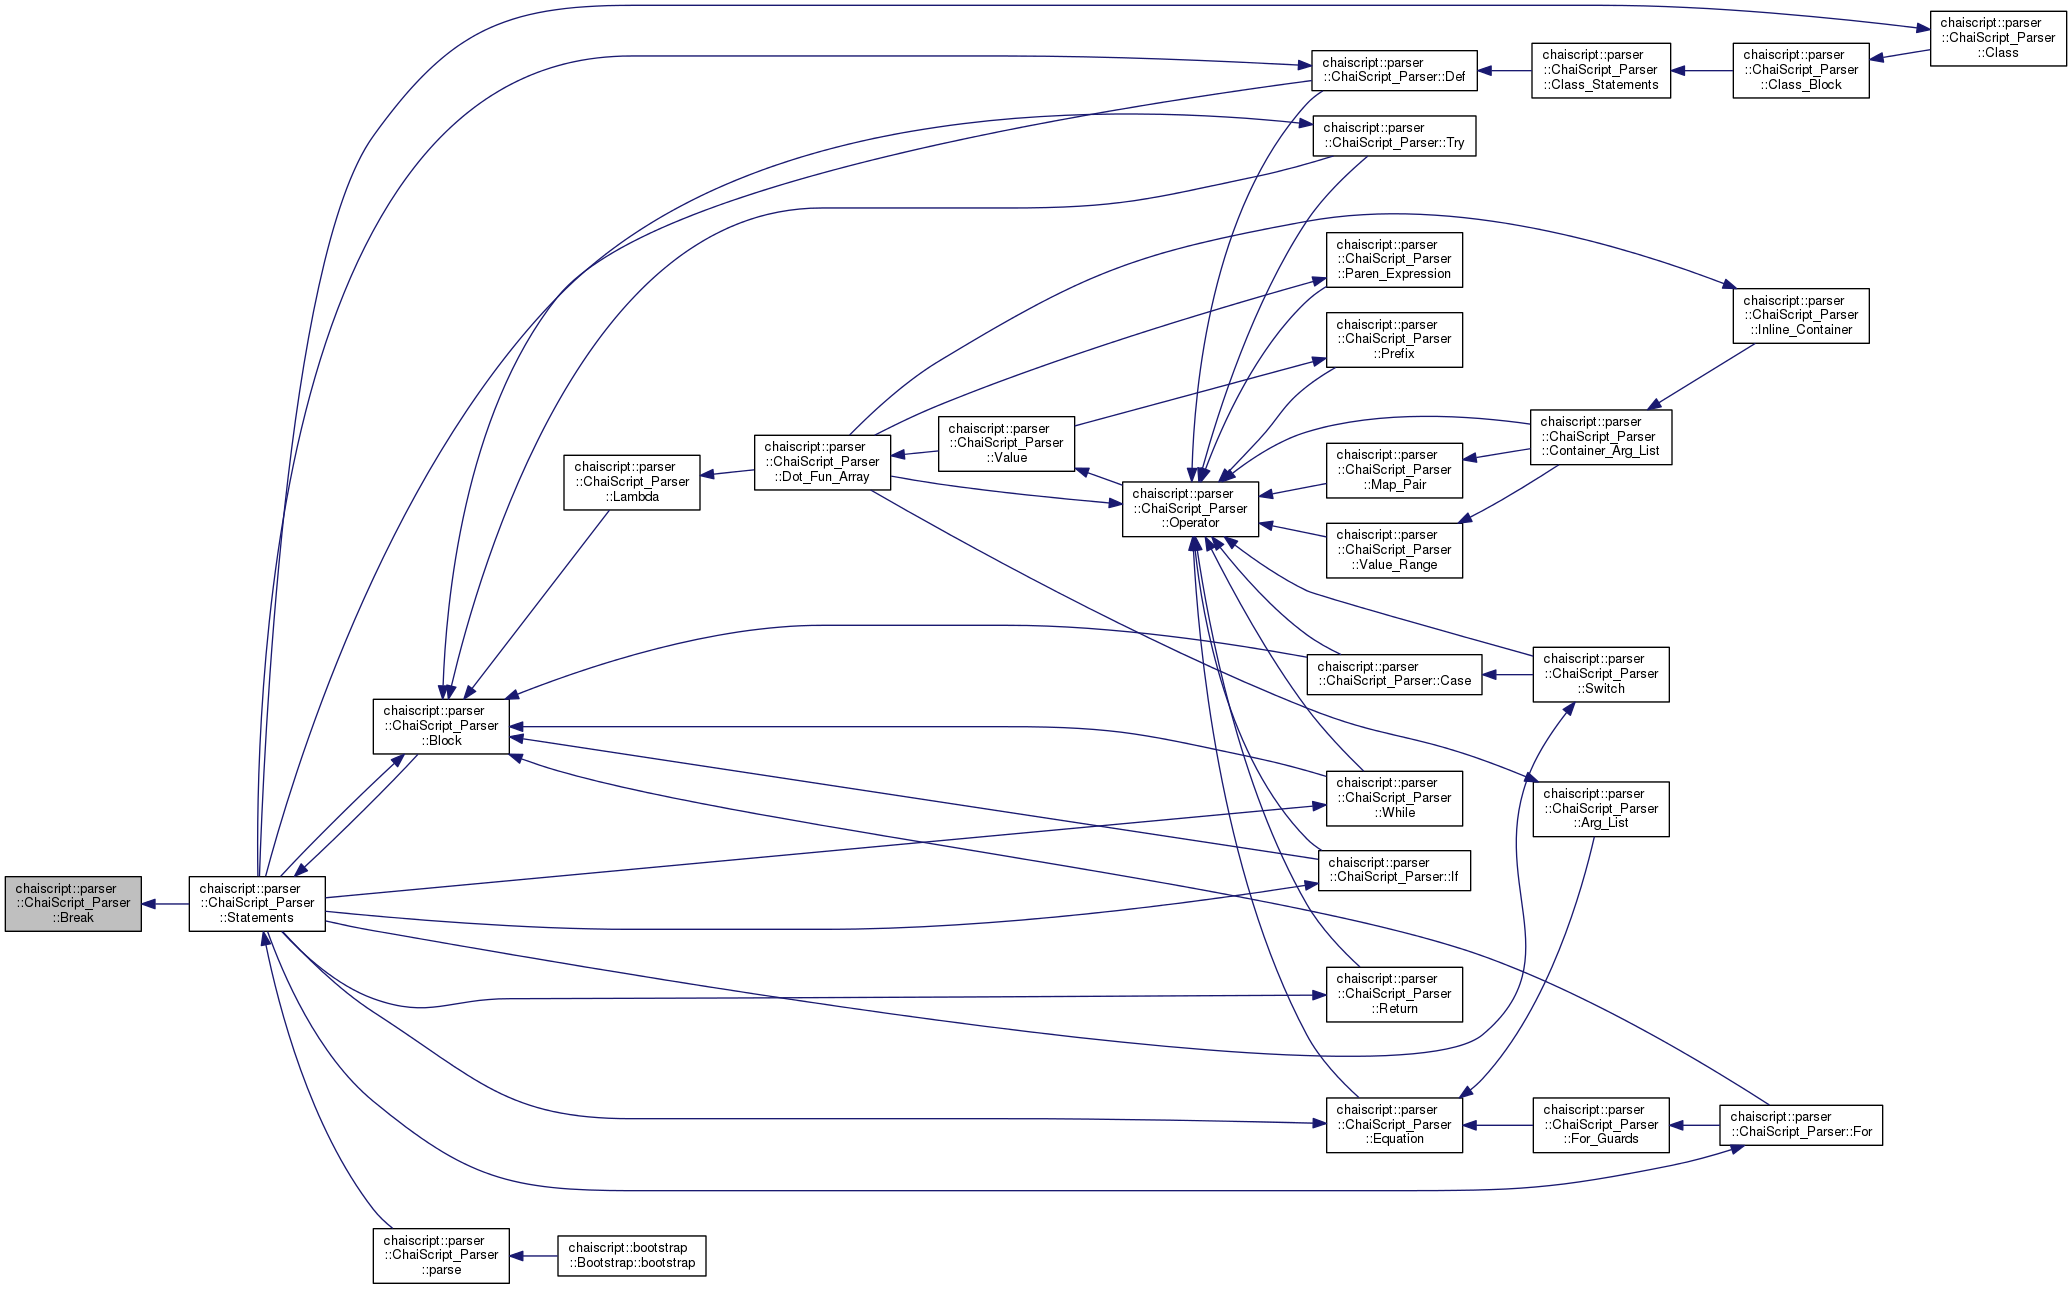 chaiscript::parser
::ChaiScript_Parser
::Class
chaiscript::parser
::ChaiScript_Parser::Def
chaiscript::parser
::ChaiScript_Parser
::Class_Statements
chaiscript::parser
::ChaiScript_Parser
::Class_Block
chaiscript::parser
::ChaiScript_Parser::Try
chaiscript::parser
::ChaiScript_Parser
::Paren_Expression
chaiscript::parser
::ChaiScript_Parser
::Inline_Container
chaiscript::parser
::ChaiScript_Parser
::Prefix
chaiscript::parser
::ChaiScript_Parser
::Container_Arg_List
chaiscript::parser
::ChaiScript_Parser
::Value
chaiscript::parser
::ChaiScript_Parser
::Dot_Fun_Array
chaiscript::parser
::ChaiScript_Parser
::Map_Pair
chaiscript::parser
::ChaiScript_Parser
::Lambda
chaiscript::parser
::ChaiScript_Parser
::Operator
chaiscript::parser
::ChaiScript_Parser
::Value_Range
chaiscript::parser
::ChaiScript_Parser::Case
chaiscript::parser
::ChaiScript_Parser
::Switch
chaiscript::parser
::ChaiScript_Parser
::Block
chaiscript::parser
::ChaiScript_Parser
::While
chaiscript::parser
::ChaiScript_Parser
::Arg_List
chaiscript::parser
::ChaiScript_Parser::If
chaiscript::parser
::ChaiScript_Parser
::Break
chaiscript::parser
::ChaiScript_Parser
::Statements
chaiscript::parser
::ChaiScript_Parser
::Return
chaiscript::parser
::ChaiScript_Parser
::Equation
chaiscript::parser
::ChaiScript_Parser
::For_Guards
chaiscript::parser
::ChaiScript_Parser::For
chaiscript::parser
::ChaiScript_Parser
::parse
chaiscript::bootstrap
::Bootstrap::bootstrap